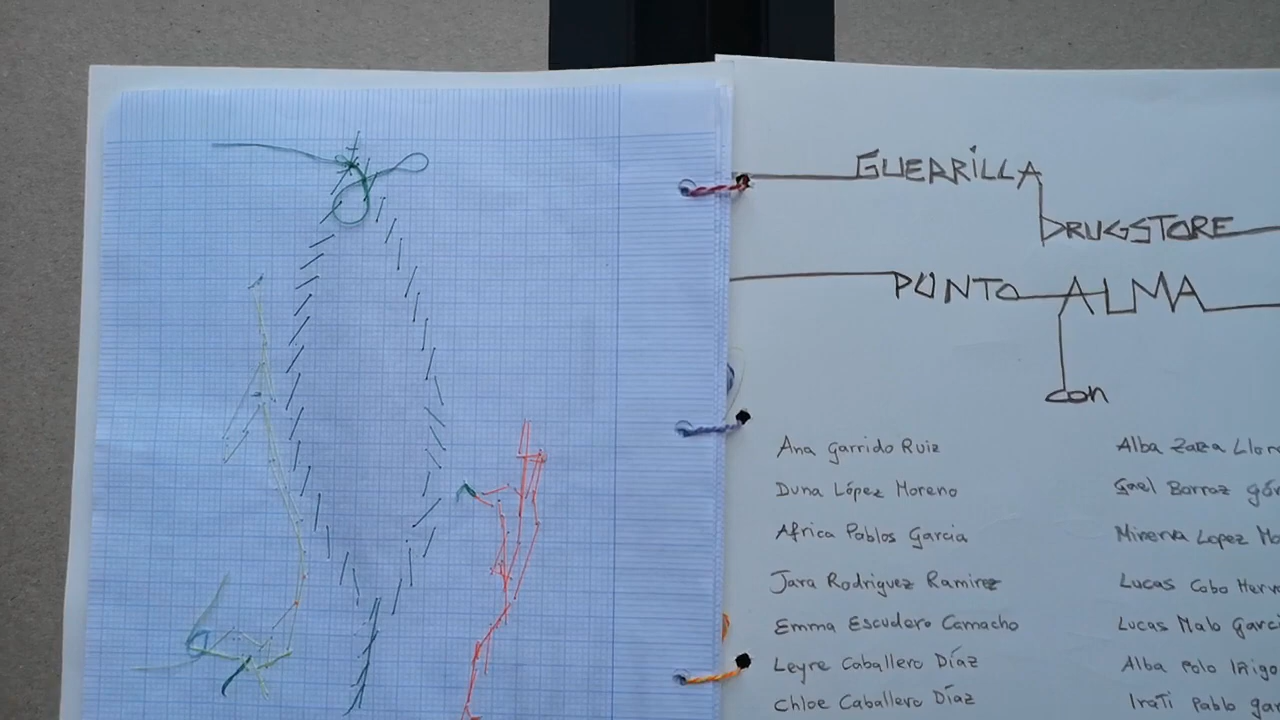 GUERRILLA
DRUGSTORE
PUNTO ALMA
con
Ana Garrido Ruiz
Duna López Moreno
Africa Pablos Garcia
Jara Rodriguez Ramirez
Emma Escudero Camacho
Leyre Caballero Díaz
Chloe Caballero Díaz
Alba Zaza
Gael Borraz
Minerva Lopez
Lucas Cobo
Lucas Malo
Alba Polo Iñigo
Irati Pablo